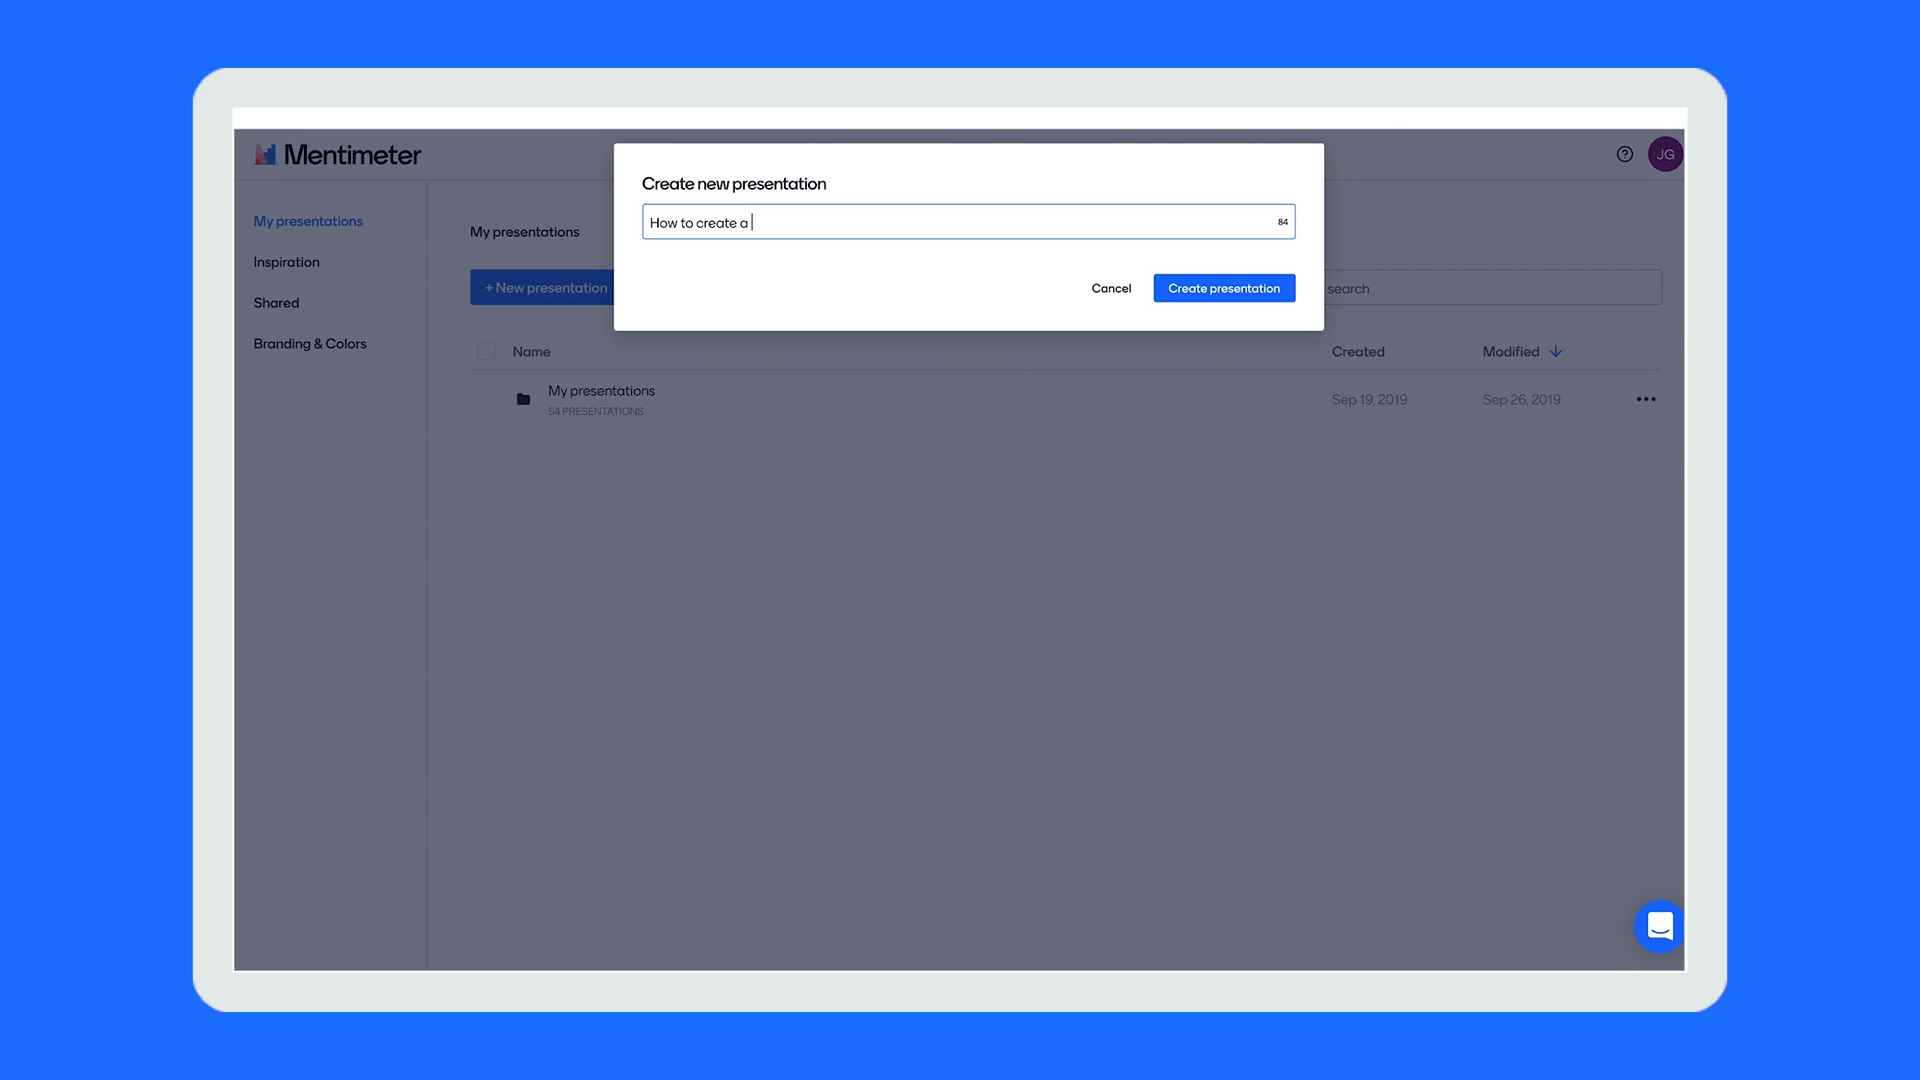 Mentimeter
JG
Create new presentation
How to create a
84
Cancel
Create presentation
My presentations
Inspiration
Shared
Branding & Colors
My presentations
+ New presentation
search
Name
Created
Modified
My presentations
54 PRESENTATIONS
Sep 19, 2019
Sep 26, 2019